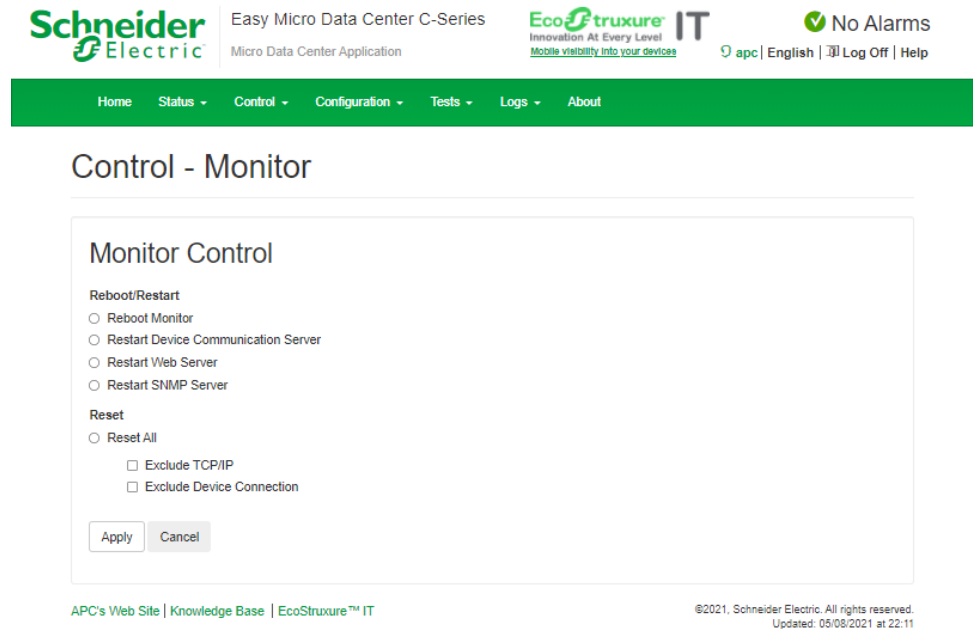 Schneider Electric
Easy Micro Data Center C-Series
Micro Data Center Application
EcoStruxure IT
Innovation At Every Level
Mobile visibility into your devices
No Alarms
apc | English | Log Off | Help
Home Status Control Configuration Tests Logs About
Control - Monitor
Monitor Control
Reboot/Restart
Reboot Monitor
Restart Device Communication Server
Restart Web Server
Restart SNMP Server
Reset
Reset All
Exclude TCP/IP
Exclude Device Connection
Apply Cancel
APC's Web Site | Knowledge Base | EcoStruxure™ IT
©2021, Schneider Electric. All rights reserved.
Updated: 05/08/2021 at 22:11